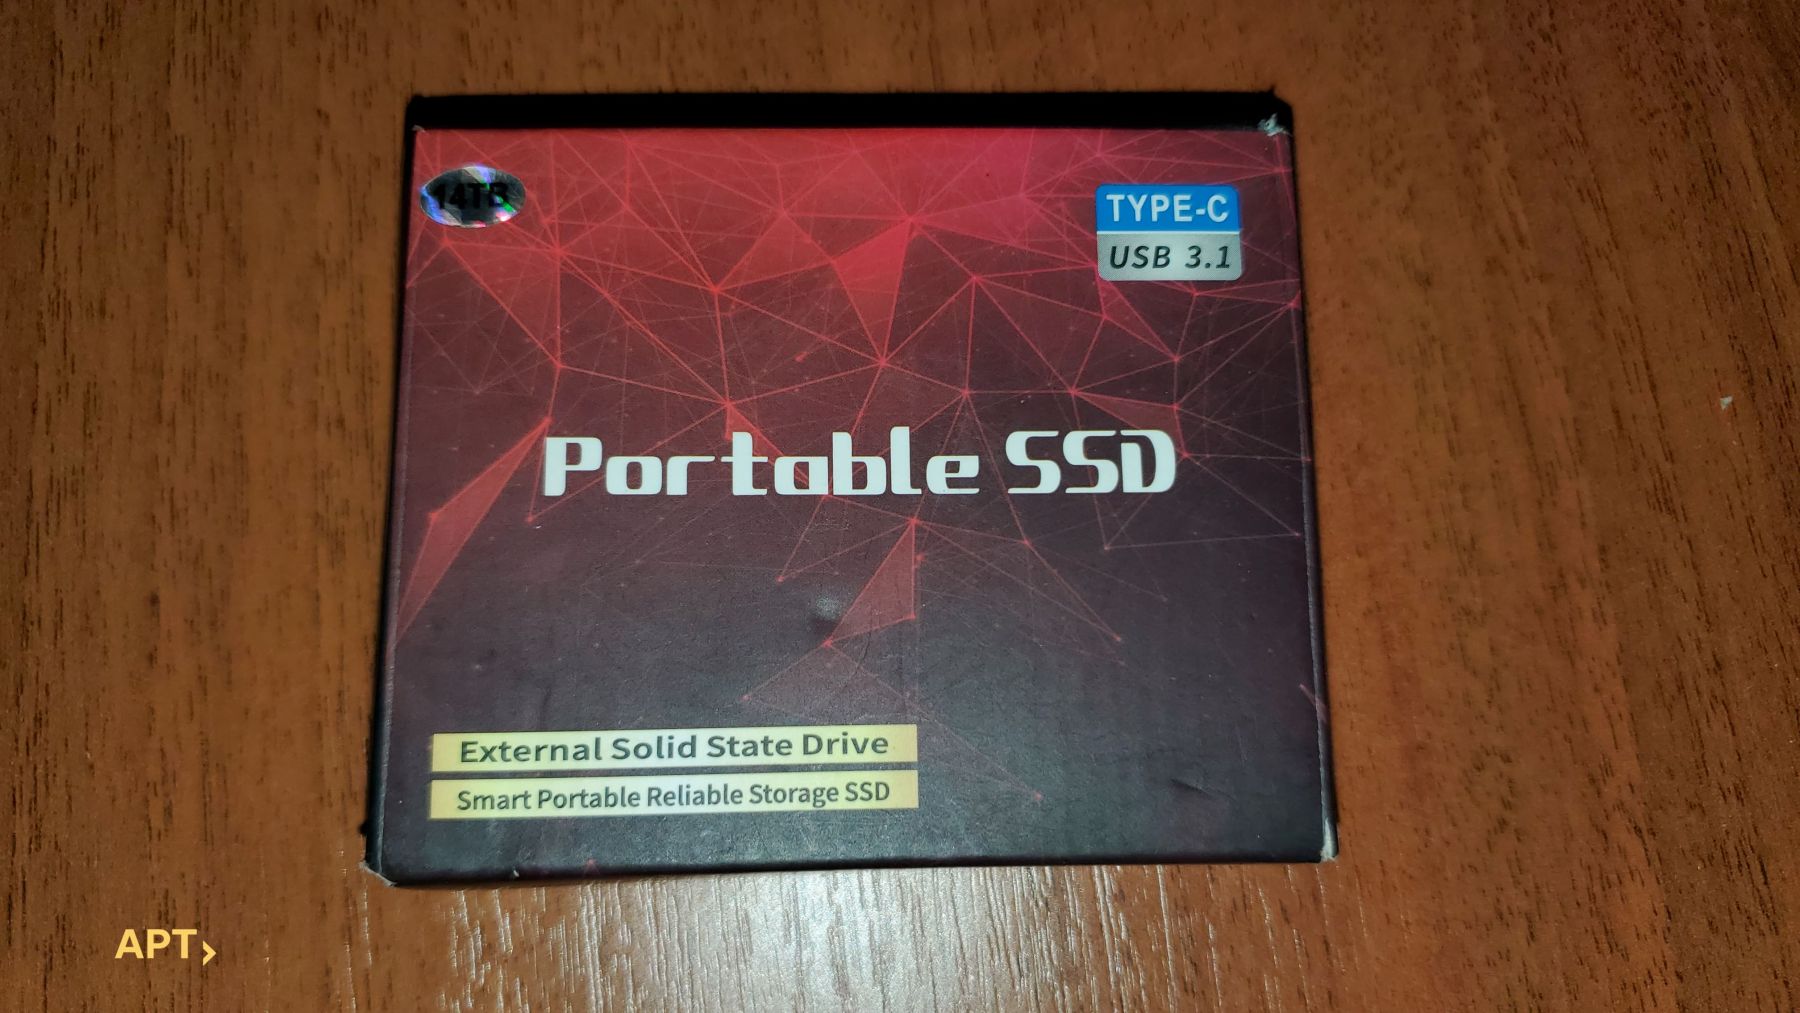 14TB
TYPE-C
USB 3.1
Portable SSD
External Solid State Drive
Smart Portable Reliable Storage SSD
APT